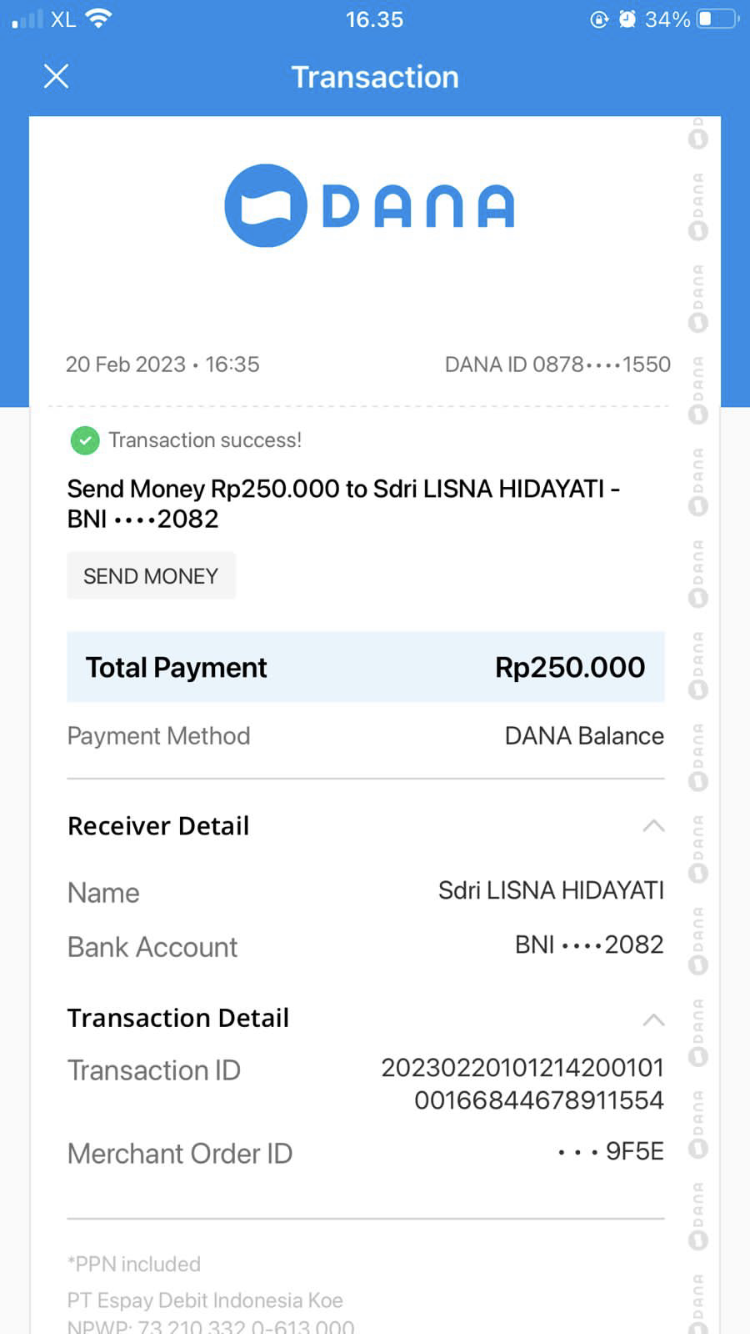 XL 16.35 34%
Transaction
DANA
20 Feb 2023 • 16:35 DANA ID 0878••••1550
Transaction success!
Send Money Rp250.000 to Sdri LISNA HIDAYATI -
BNI ••••2082
SEND MONEY
Total Payment Rp250.000
Payment Method DANA Balance
Receiver Detail
Name Sdri LISNA HIDAYATI
Bank Account BNI ••••2082
Transaction Detail
Transaction ID 20230220101214200101
00166844678911554
Merchant Order ID • • • 9F5E
*PPN included
PT Espay Debit Indonesia Koe
NPWP: 73.210.332.0-613.000
DANA
DANA
DANA
DANA
DANA
DANA
DANA
DANA
DANA
DANA
DANA
DANA
DANA